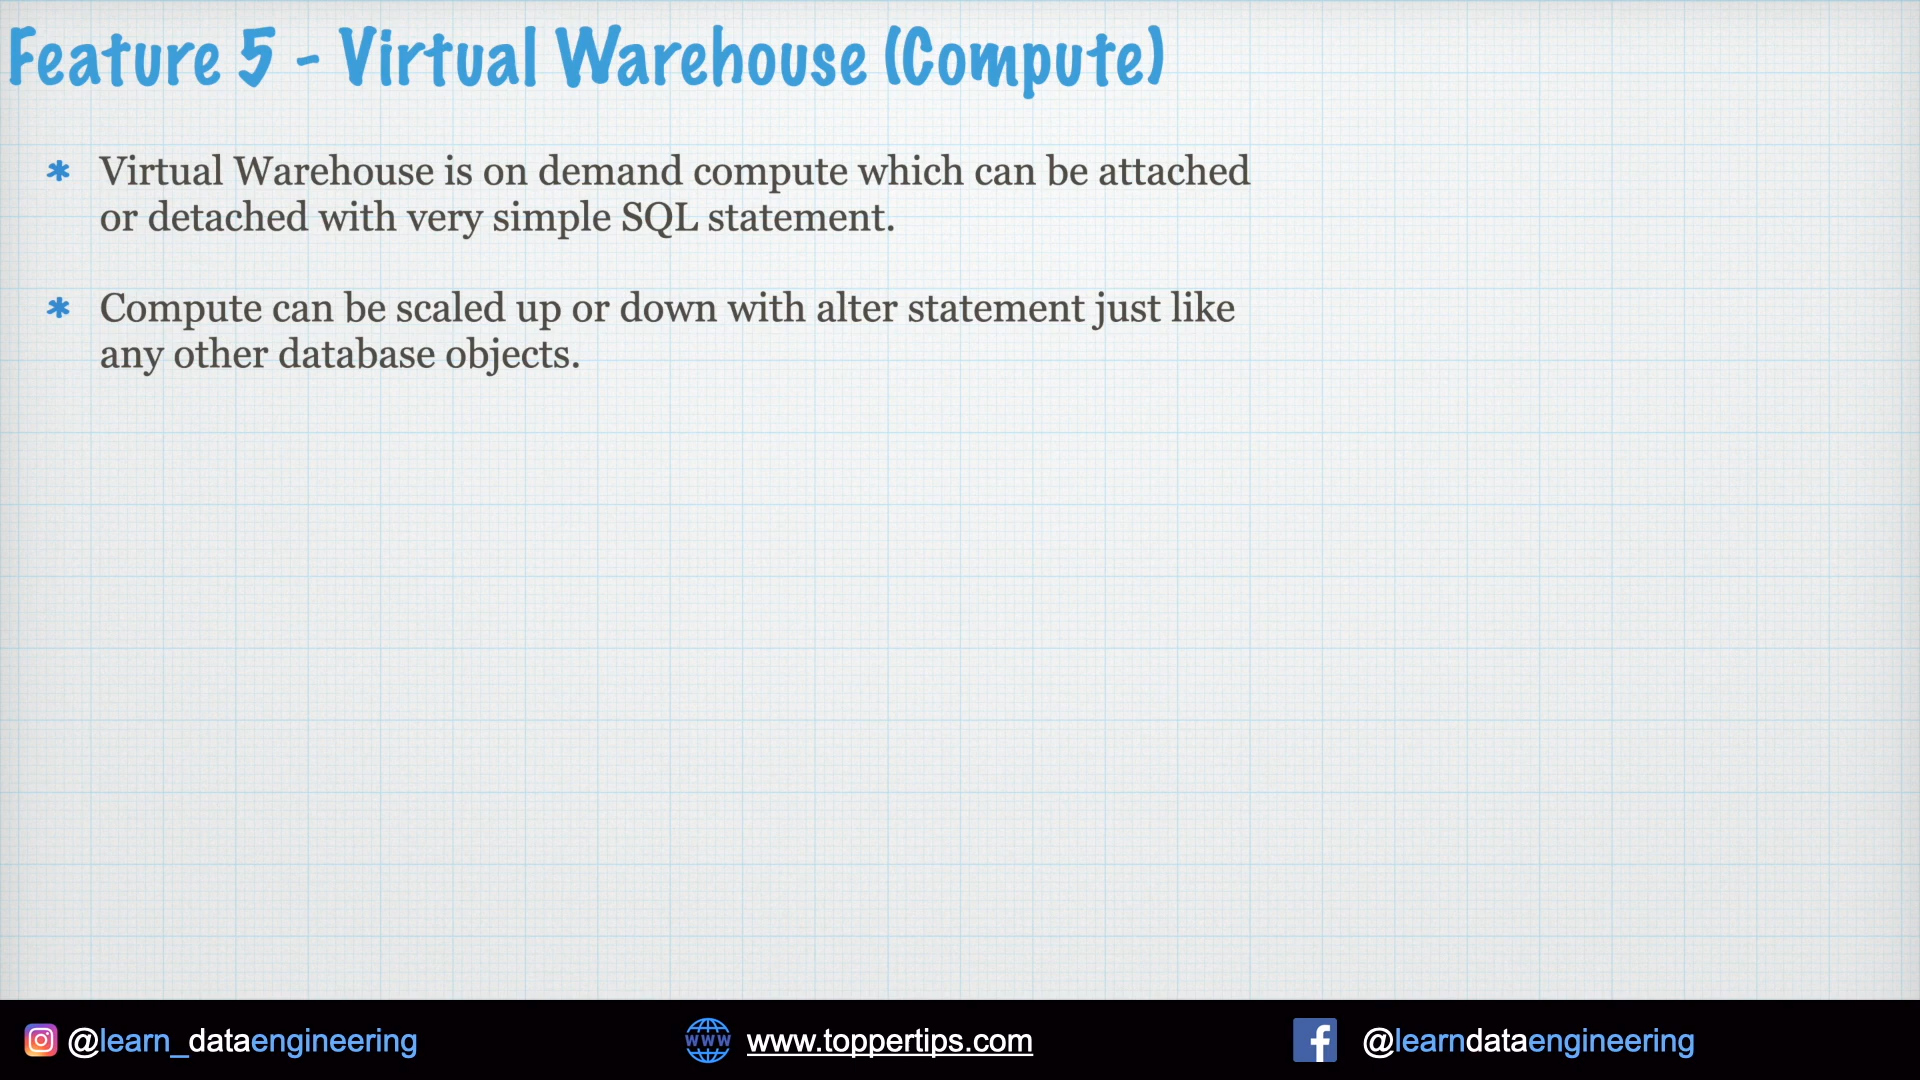 Feature 5 - Virtual Warehouse (Compute)
* Virtual Warehouse is on demand compute which can be attached
or detached with very simple SQL statement.
* Compute can be scaled up or down with alter statement just like
any other database objects.
@learn_dataengineering
WWW
www.toppertips.com
@learndataengineering